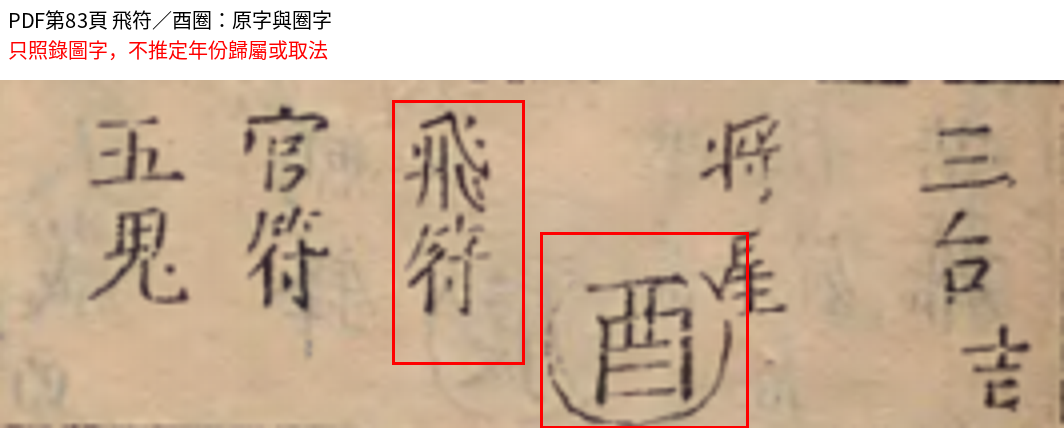 PDF第83頁 飛符／酉圈：原字與圈字
只照錄圖字，不推定年份歸屬或取法
三台吉
將星
酉
飛符
官符
五鬼